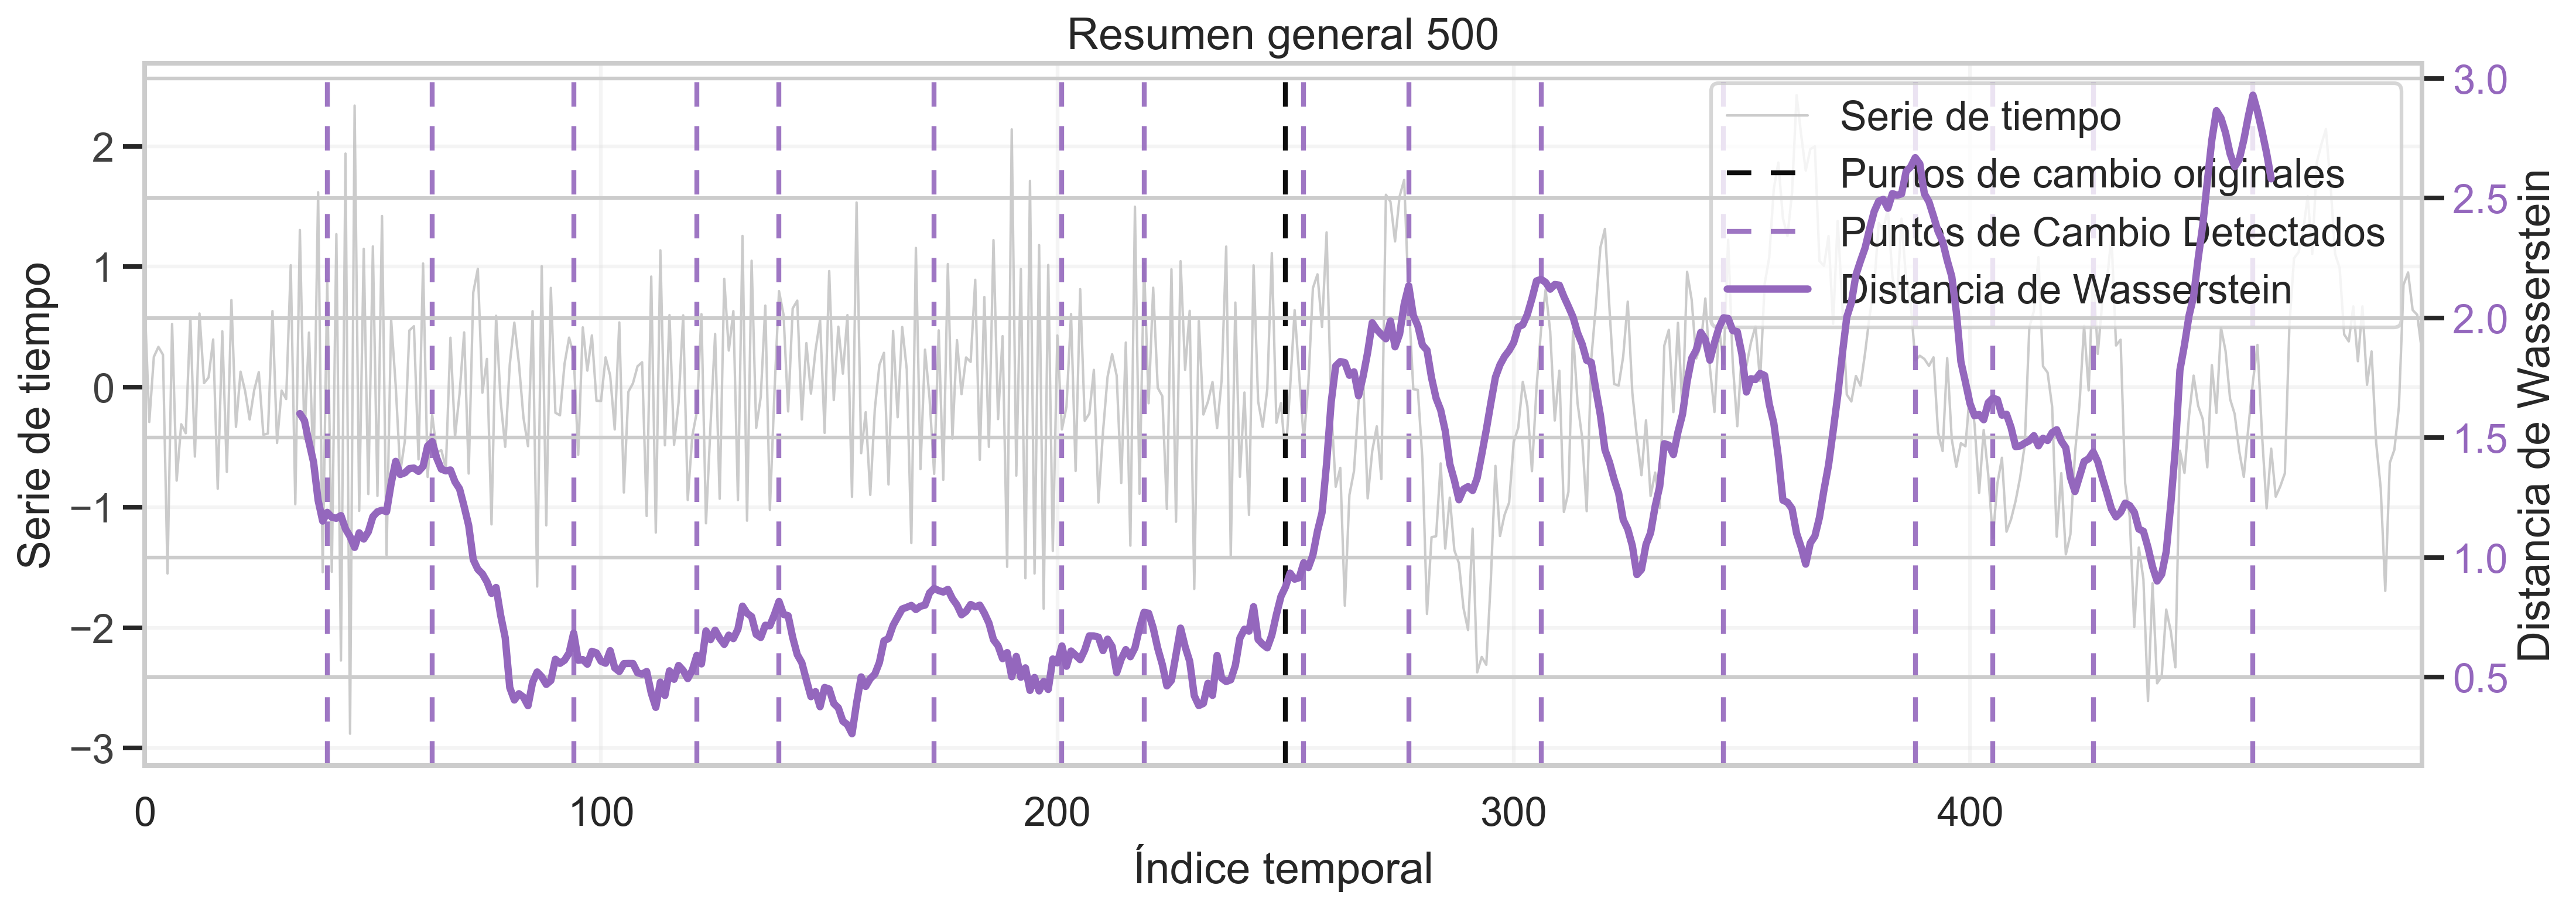 Resumen general 500
Serie de tiempo
2
1
0
−1
−2
−3
Serie de tiempo
Puntos de cambio originales
Puntos de Cambio Detectados
Distancia de Wasserstein
3.0
2.5
2.0
1.5
1.0
0.5
Distancia de Wasserstein
0
100
200
300
400
Índice temporal